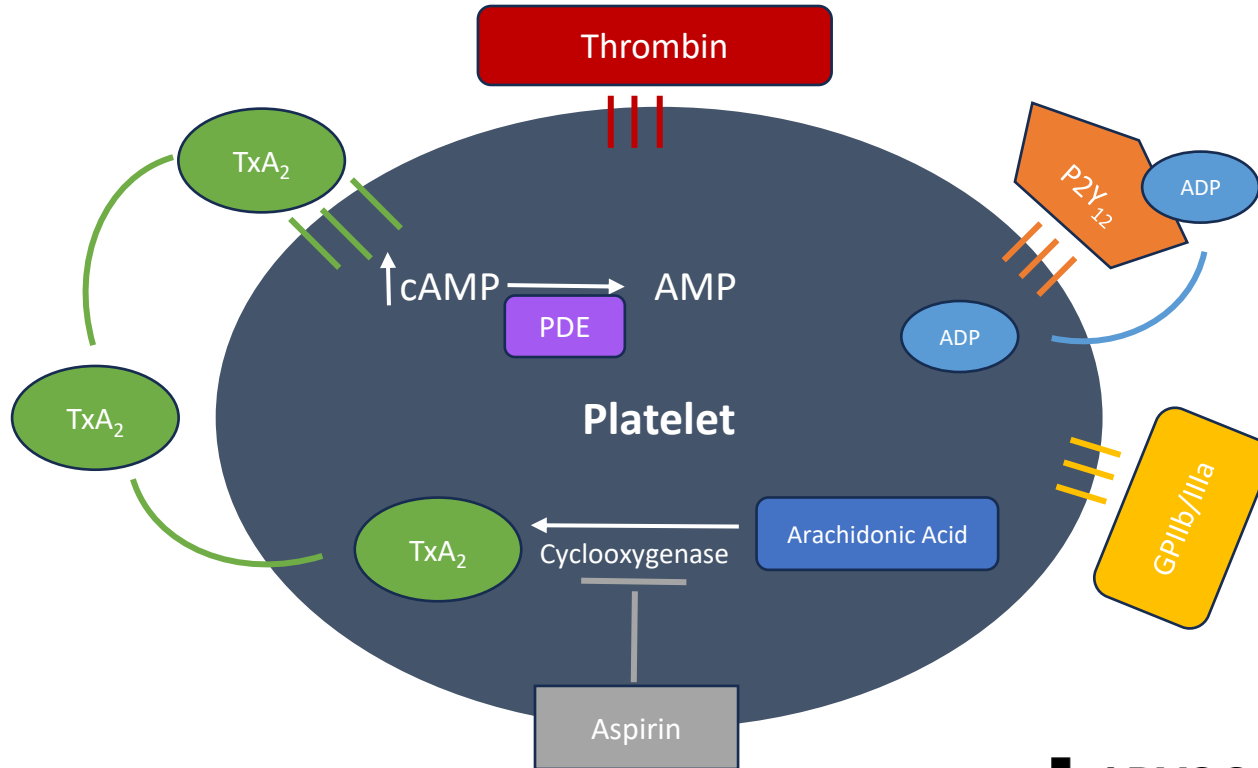 Thrombin
TxA₂
P2Y₁₂
ADP
cAMP
AMP
PDE
ADP
Platelet
TxA₂
GPIIb/IIIa
TxA₂
Cyclooxygenase
Arachidonic Acid
Aspirin